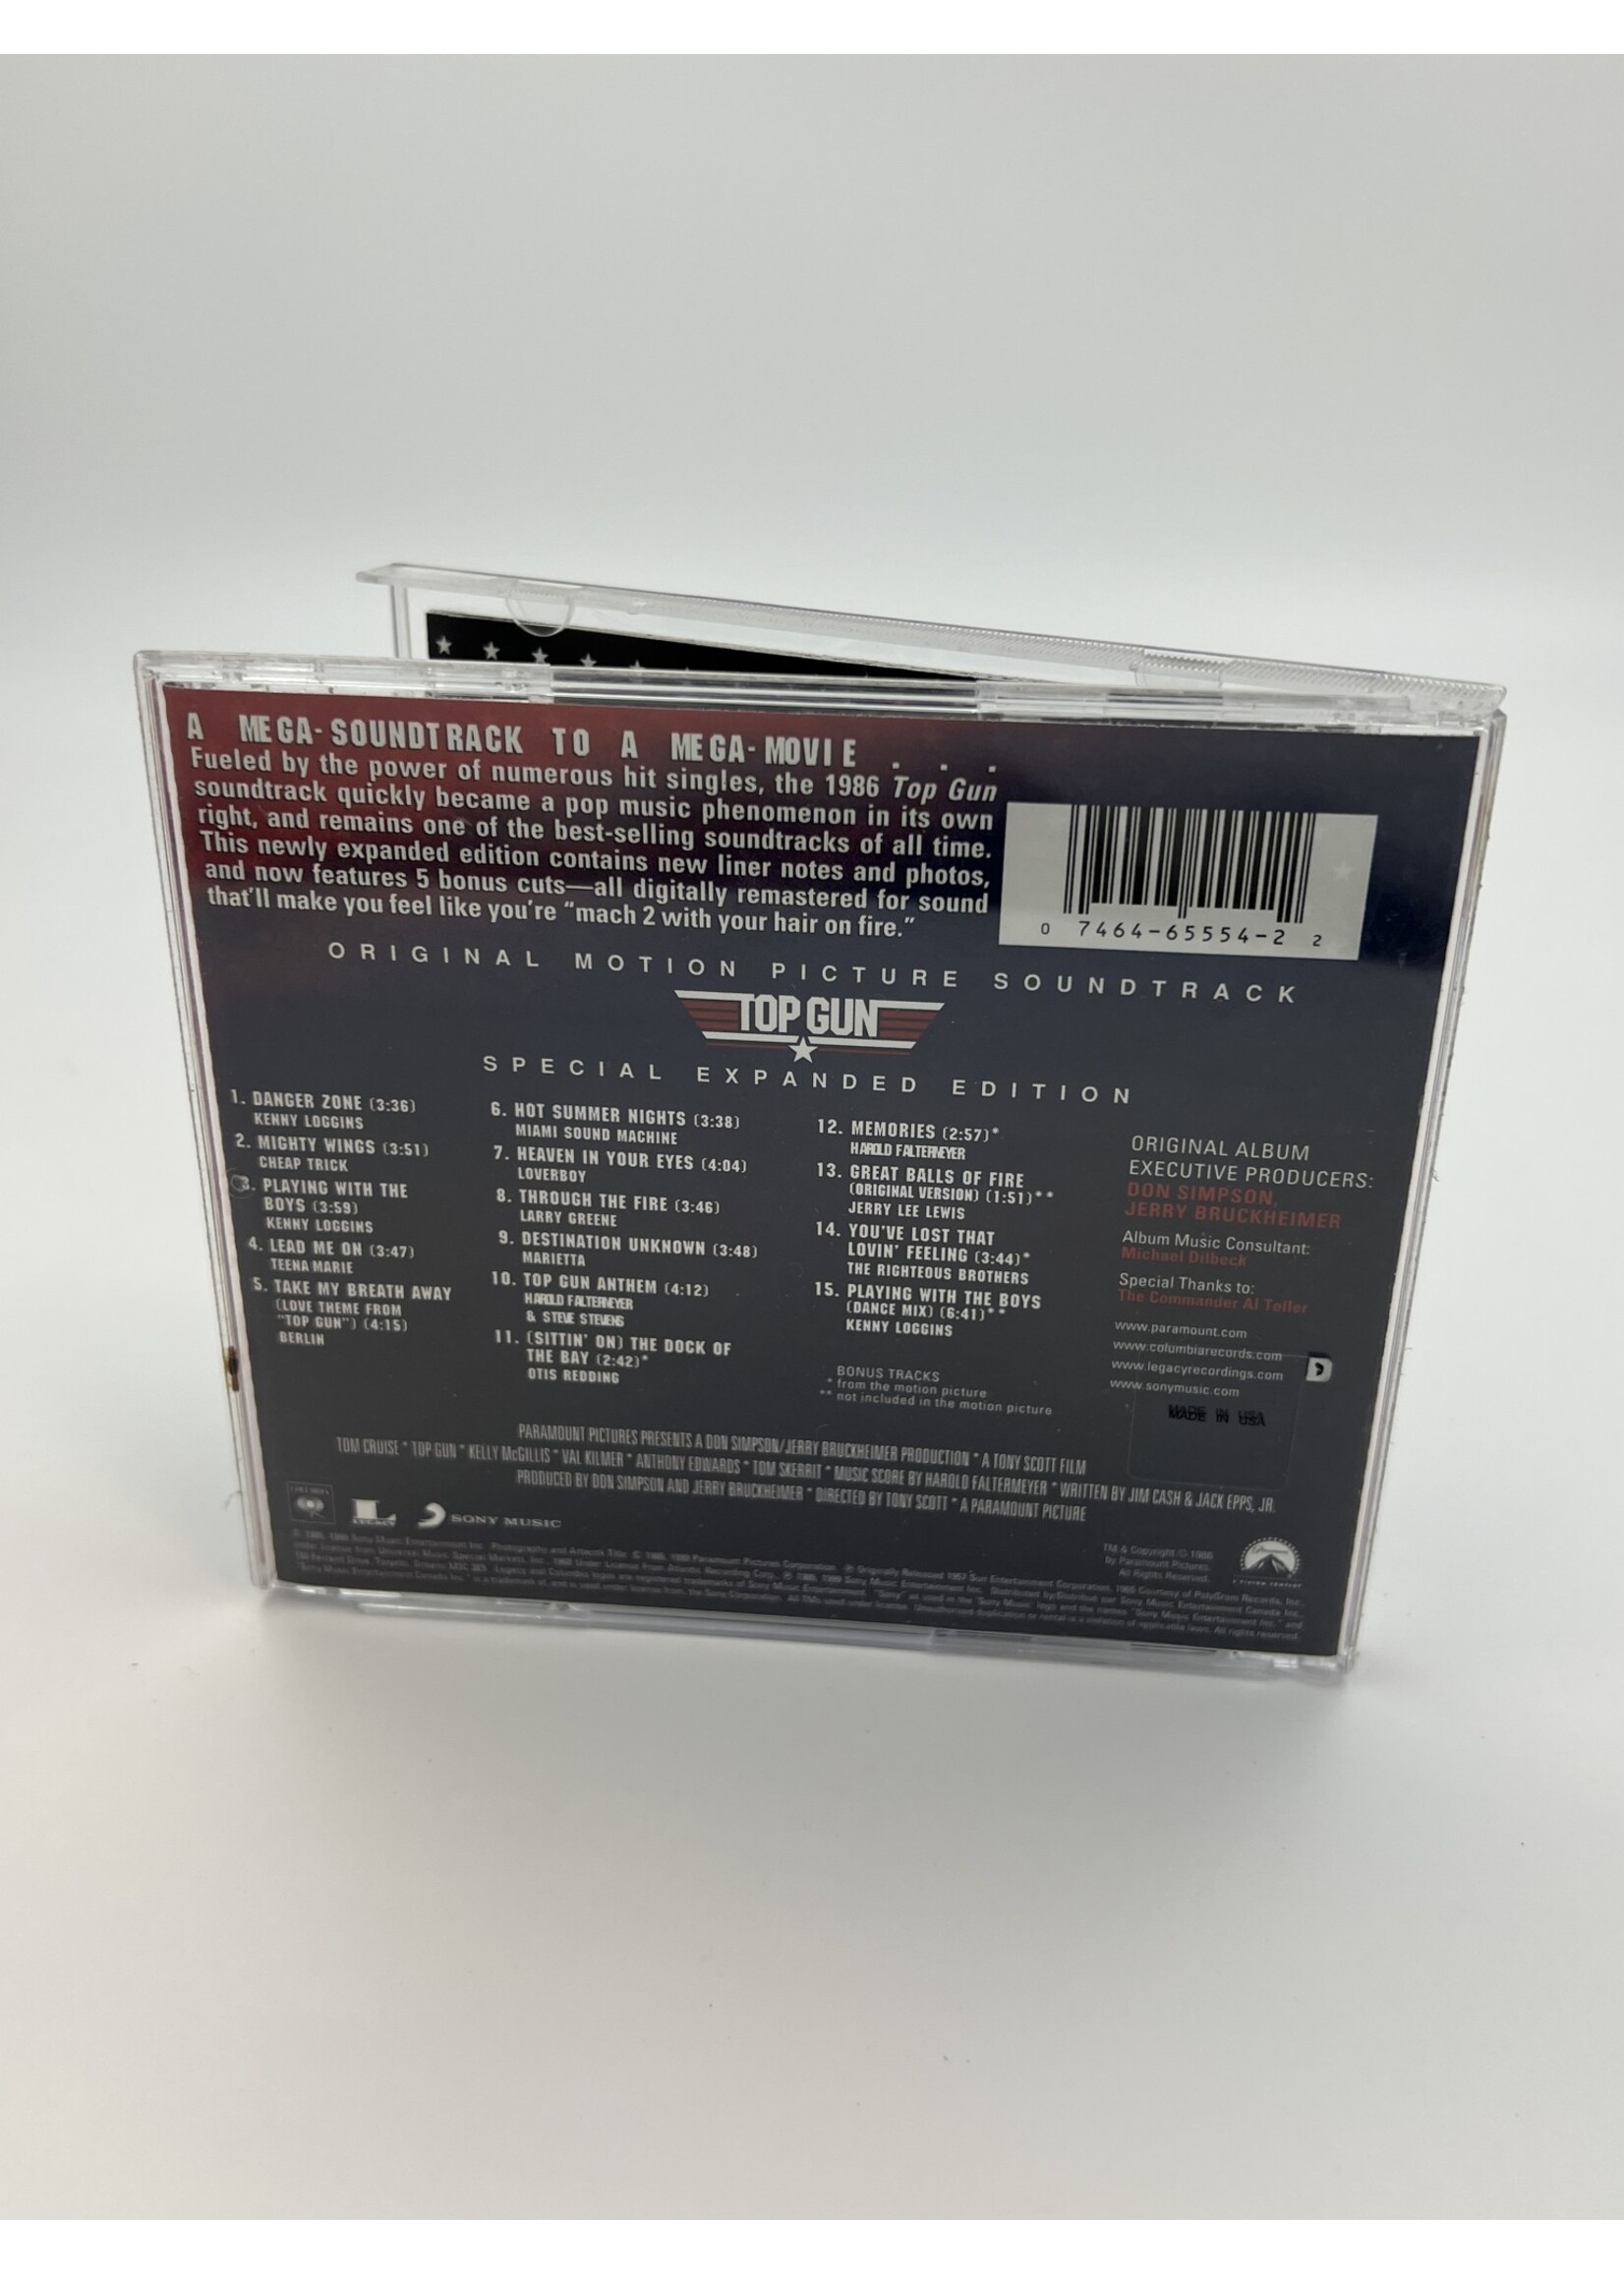 A MEGA-SOUNDTRACK TO A MEGA-MOVIE . . .
Fueled by the power of numerous hit singles, the 1986 Top Gun
soundtrack quickly became a pop music phenomenon in its own
right, and remains one of the best-selling soundtracks of all time.
This newly expanded edition contains new liner notes and photos,
and now features 5 bonus cuts—all digitally remastered for sound
that'll make you feel like you're “mach 2 with your hair on fire.”
0 7464-65554-2 2
ORIGINAL MOTION PICTURE SOUNDTRACK
TOP GUN
SPECIAL EXPANDED EDITION
1. DANGER ZONE (3:36)
KENNY LOGGINS
2. MIGHTY WINGS (3:51)
CHEAP TRICK
3. PLAYING WITH THE
BOYS (3:59)
KENNY LOGGINS
4. LEAD ME ON (3:47)
TEENA MARIE
5. TAKE MY BREATH AWAY
(LOVE THEME FROM
"TOP GUN") (4:15)
BERLIN
6. HOT SUMMER NIGHTS (3:38)
MIAMI SOUND MACHINE
7. HEAVEN IN YOUR EYES (4:04)
LOVERBOY
8. THROUGH THE FIRE (3:46)
LARRY GREENE
9. DESTINATION UNKNOWN (3:48)
MARIETTA
10. TOP GUN ANTHEM (4:12)
HAROLD FALTERMEYER
& STEVE STEVENS
11. (SITTIN' ON) THE DOCK OF
THE BAY (2:42)*
OTIS REDDING
12. MEMORIES (2:57)*
HAROLD FALTERMEYER
13. GREAT BALLS OF FIRE
(ORIGINAL VERSION) (1:51)**
JERRY LEE LEWIS
14. YOU'VE LOST THAT
LOVIN' FEELING (3:44)*
THE RIGHTEOUS BROTHERS
15. PLAYING WITH THE BOYS
(DANCE MIX) (6:41)**
KENNY LOGGINS
BONUS TRACKS
* from the motion picture
** not included in the motion picture
ORIGINAL ALBUM
EXECUTIVE PRODUCERS:
DON SIMPSON,
JERRY BRUCKHEIMER
Album Music Consultant:
Michael Dilbeck
Special Thanks to:
The Commander Al Teller
www.paramount.com
www.columbiarecords.com
www.legacyrecordings.com
www.sonymusic.com
MADE IN USA
PARAMOUNT PICTURES PRESENTS A DON SIMPSON/JERRY BRUCKHEIMER PRODUCTION * A TONY SCOTT FILM
TOM CRUISE * TOP GUN * KELLY McGILLIS * VAL KILMER * ANTHONY EDWARDS * TOM SKERRIT * MUSIC SCORE BY HAROLD FALTERMEYER * WRITTEN BY JIM CASH & JACK EPPS, JR.
PRODUCED BY DON SIMPSON AND JERRY BRUCKHEIMER * DIRECTED BY TONY SCOTT * A PARAMOUNT PICTURE
COLUMBIA
L
LEGACY
SONY MUSIC
TM & Copyright © 1986
by Paramount Pictures.
All Rights Reserved.
Paramount